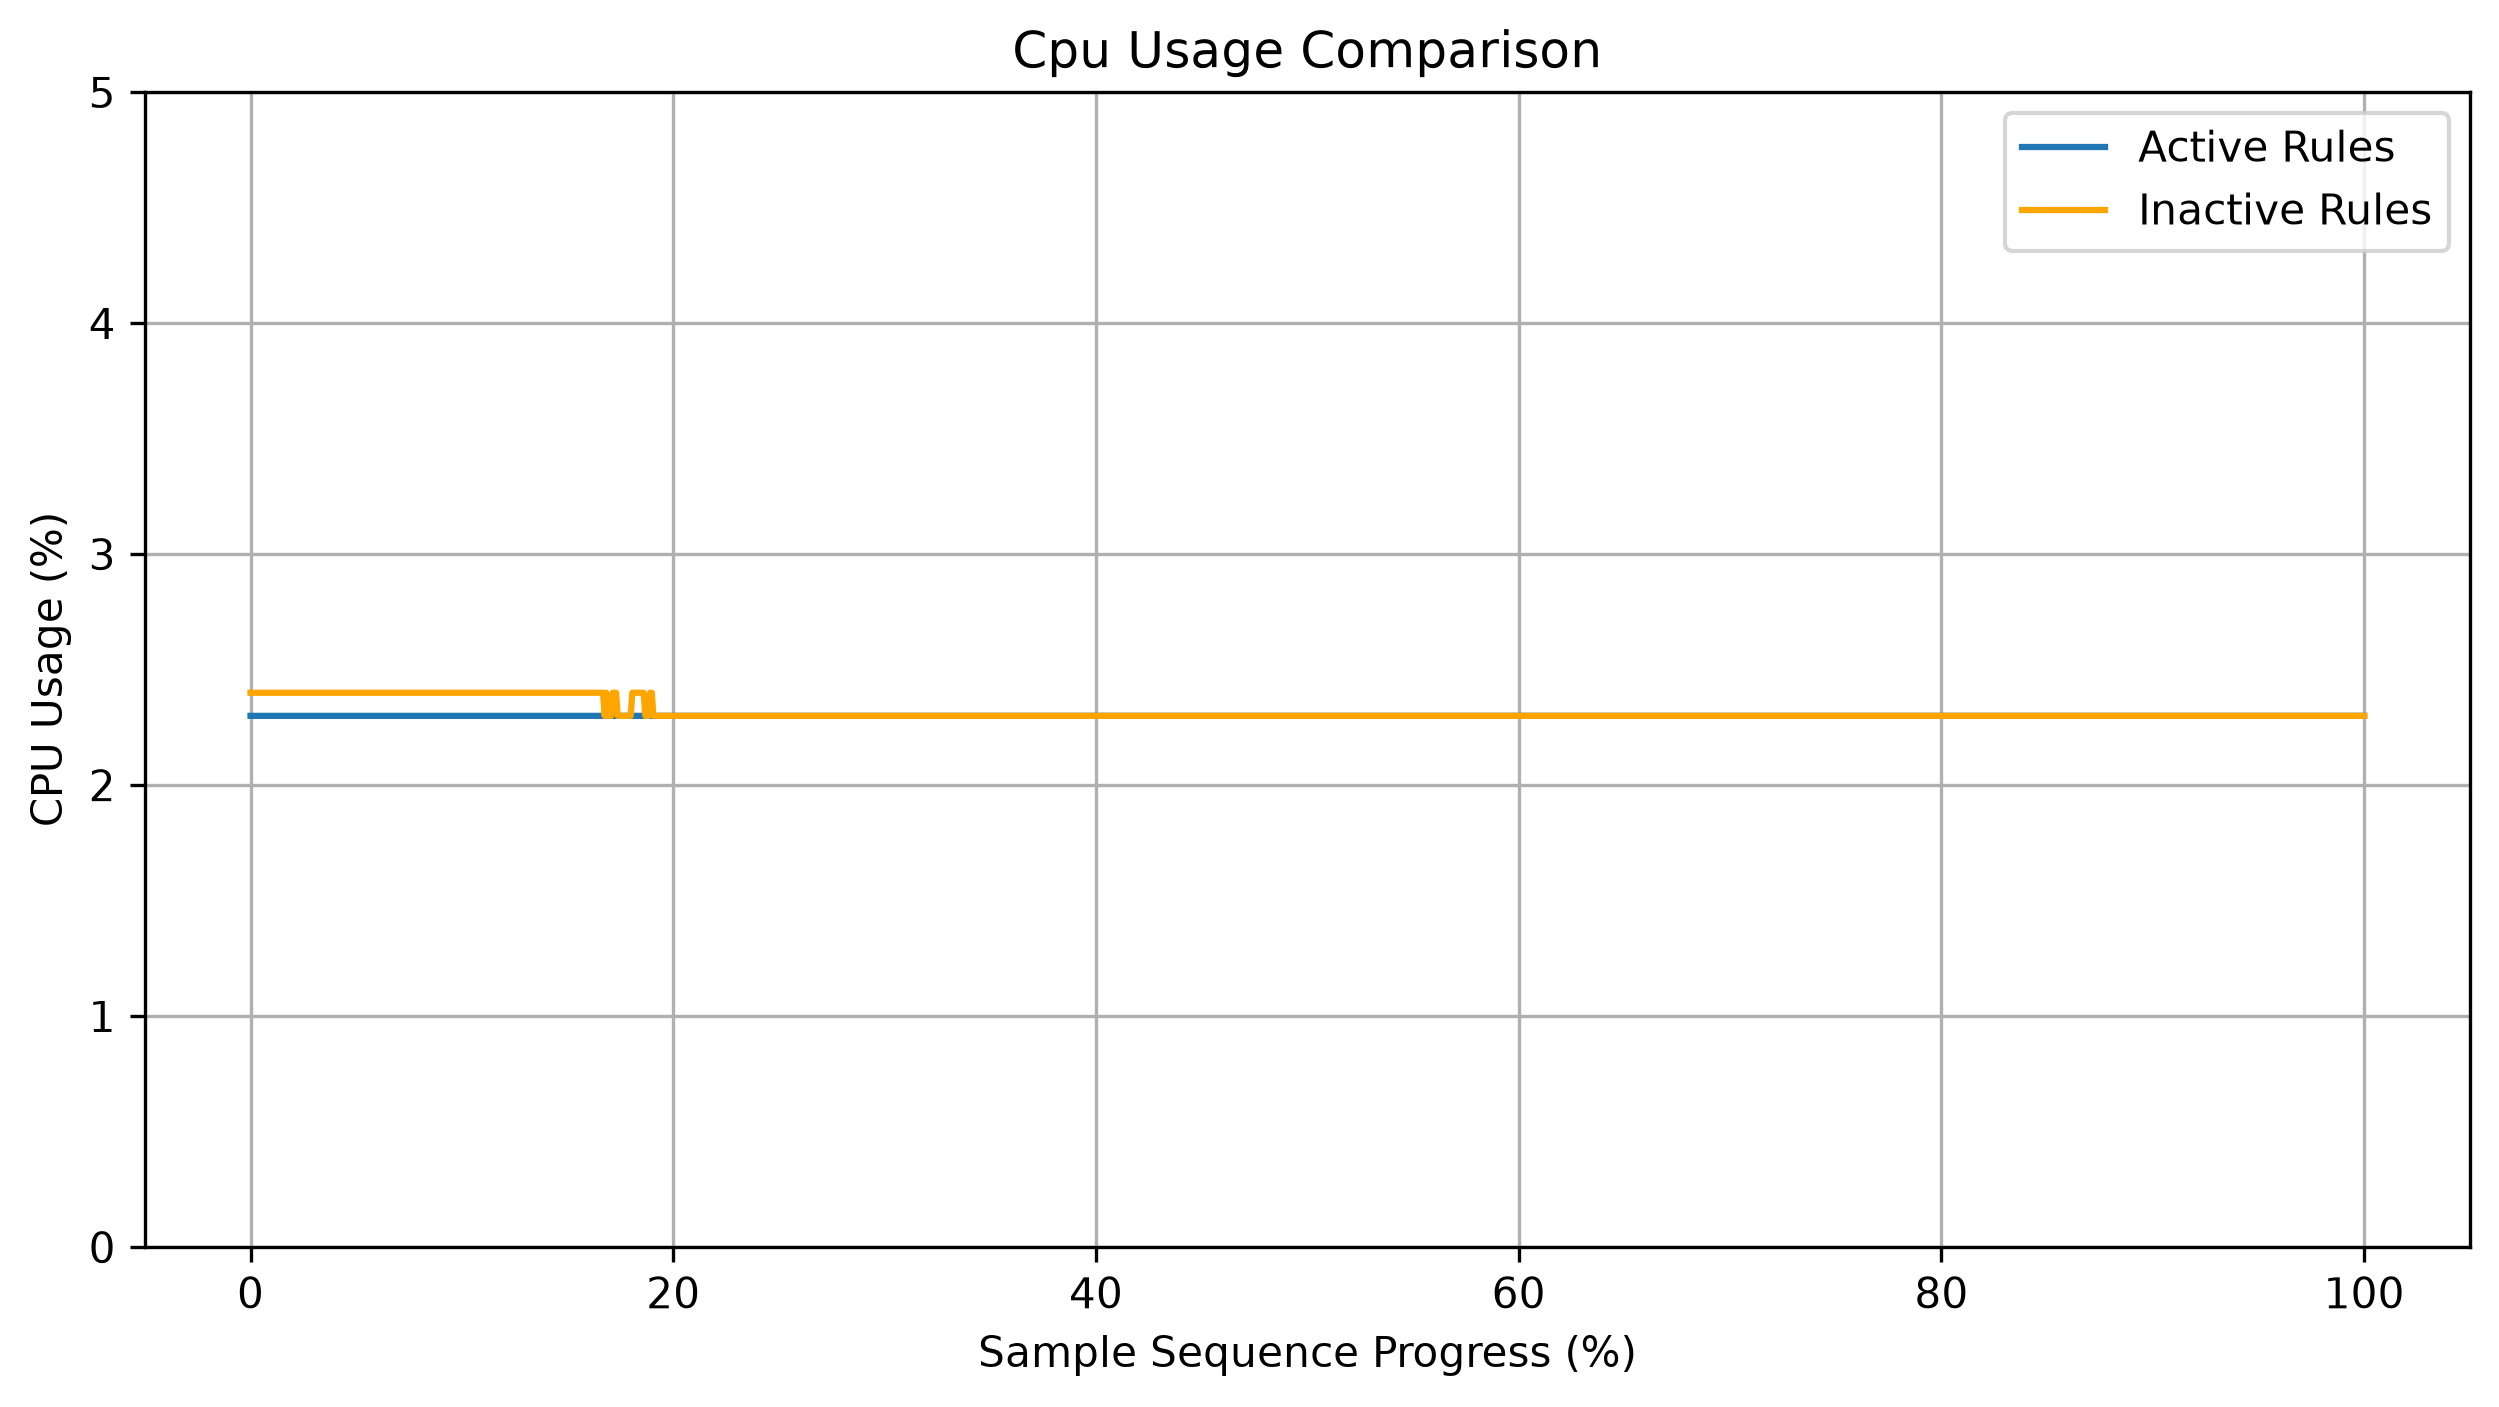 Cpu Usage Comparison
5
4
3
2
1
0
CPU Usage (%)
Active Rules
Inactive Rules
0 20 40 60 80 100
Sample Sequence Progress (%)